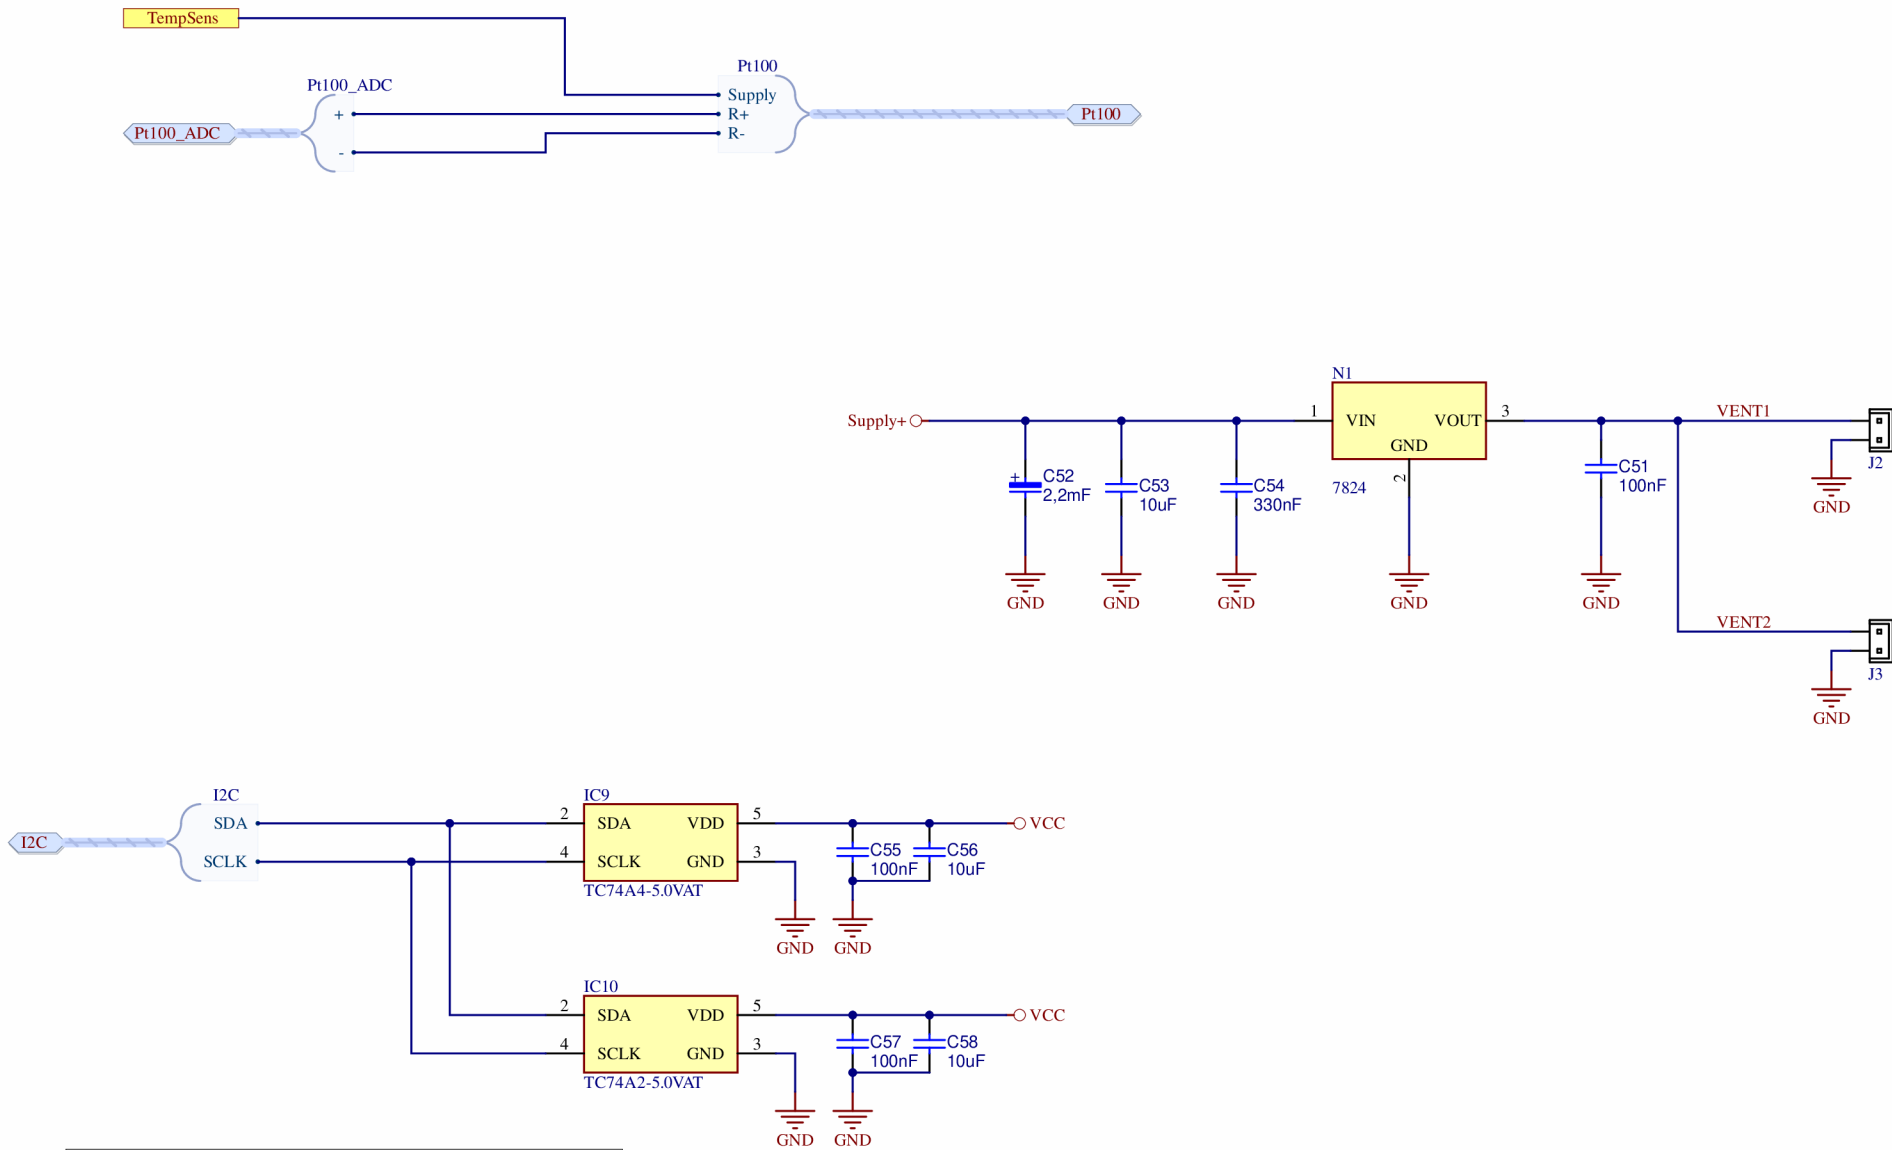 TempSens
Pt100_ADC
+
-
Pt100_ADC
Pt100
Supply
R+
R-
Pt100
Supply+
+
C52
2,2mF
GND
C53
10uF
GND
C54
330nF
GND
N1
1
VIN
VOUT
3
GND
2
7824
GND
C51
100nF
GND
VENT1
J2
GND
VENT2
J3
GND
I2C
I2C
SDA
SCLK
IC9
2
SDA
VDD
5
4
SCLK
GND
3
TC74A4-5.0VAT
VCC
C55
100nF
C56
10uF
GND
GND
IC10
2
SDA
VDD
5
4
SCLK
GND
3
TC74A2-5.0VAT
VCC
C57
100nF
C58
10uF
GND
GND